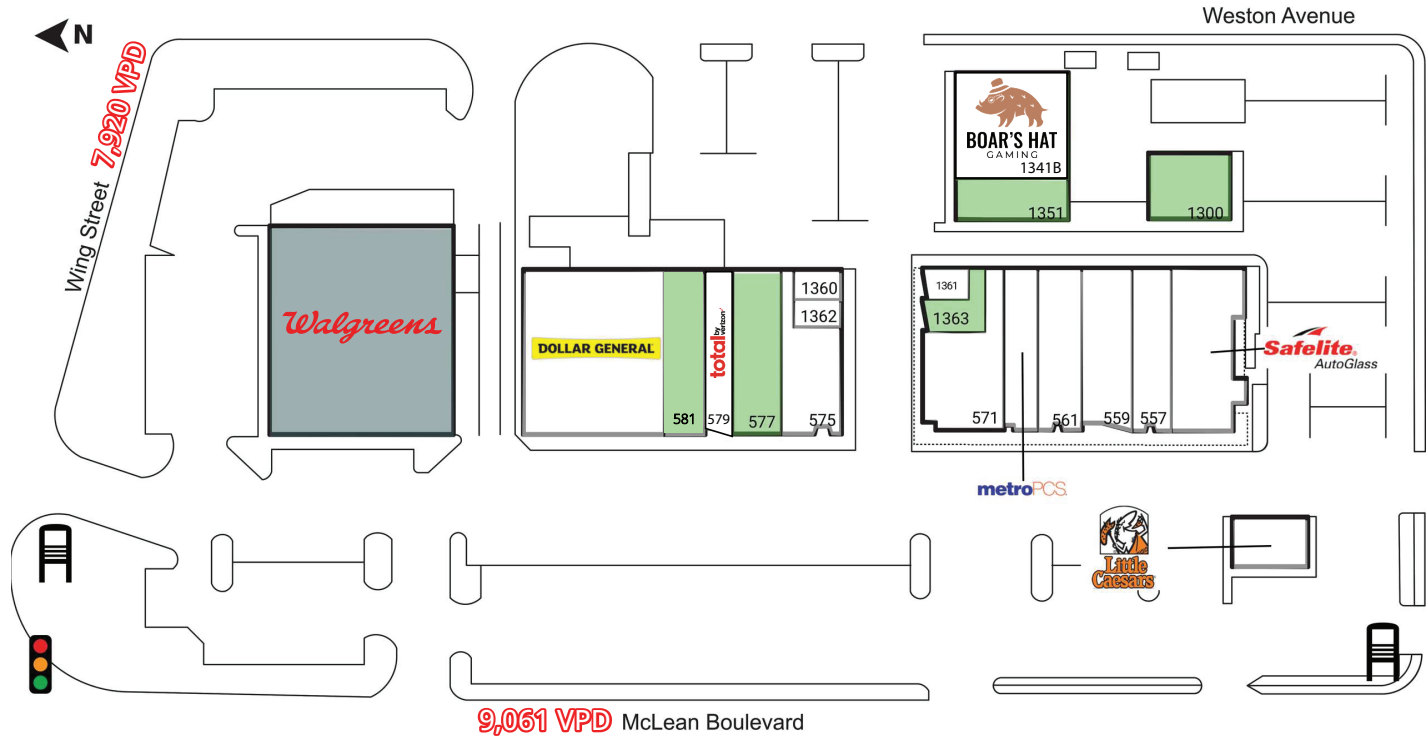 Weston Avenue
N
7,920 VPD
Wing Street
BOAR'S HAT
GAMING
1341B
1351
1300
Walgreens
DOLLAR GENERAL
581
total by verizon
579
577
1360
1362
575
1361
1363
571
561
559
557
Safelite®
AutoGlass
metroPCS.
Little
Caesars
9,061 VPD McLean Boulevard